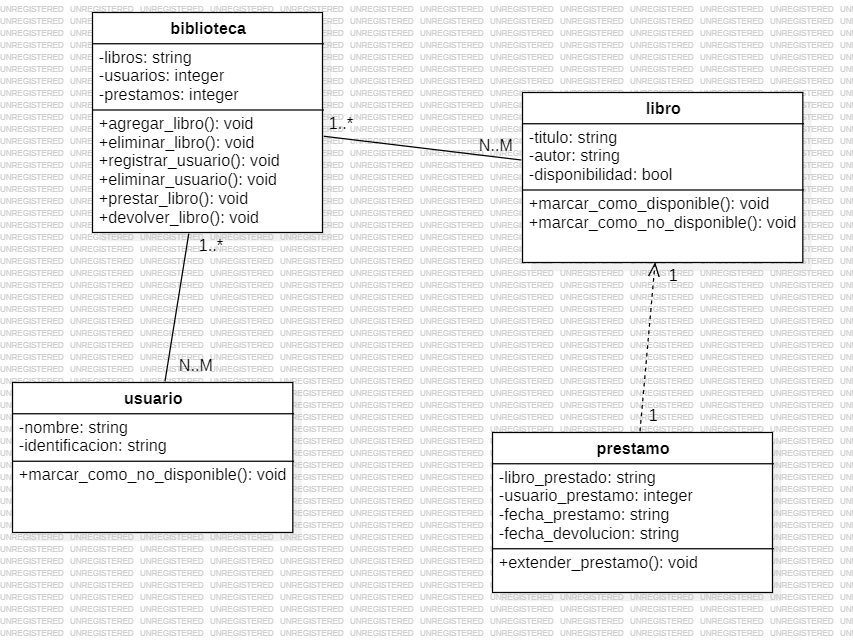 biblioteca
-libros: string
-usuarios: integer
-prestamos: integer
+agregar_libro(): void
+eliminar_libro(): void
+registrar_usuario(): void
+eliminar_usuario(): void
+prestar_libro(): void
+devolver_libro(): void
1..*
N..M
libro
-titulo: string
-autor: string
-disponibilidad: bool
+marcar_como_disponible(): void
+marcar_como_no_disponible(): void
1..*
N..M
1
1
usuario
-nombre: string
-identificacion: string
+marcar_como_no_disponible(): void
prestamo
-libro_prestado: string
-usuario_prestamo: integer
-fecha_prestamo: string
-fecha_devolucion: string
+extender_prestamo(): void
UNREGISTERED